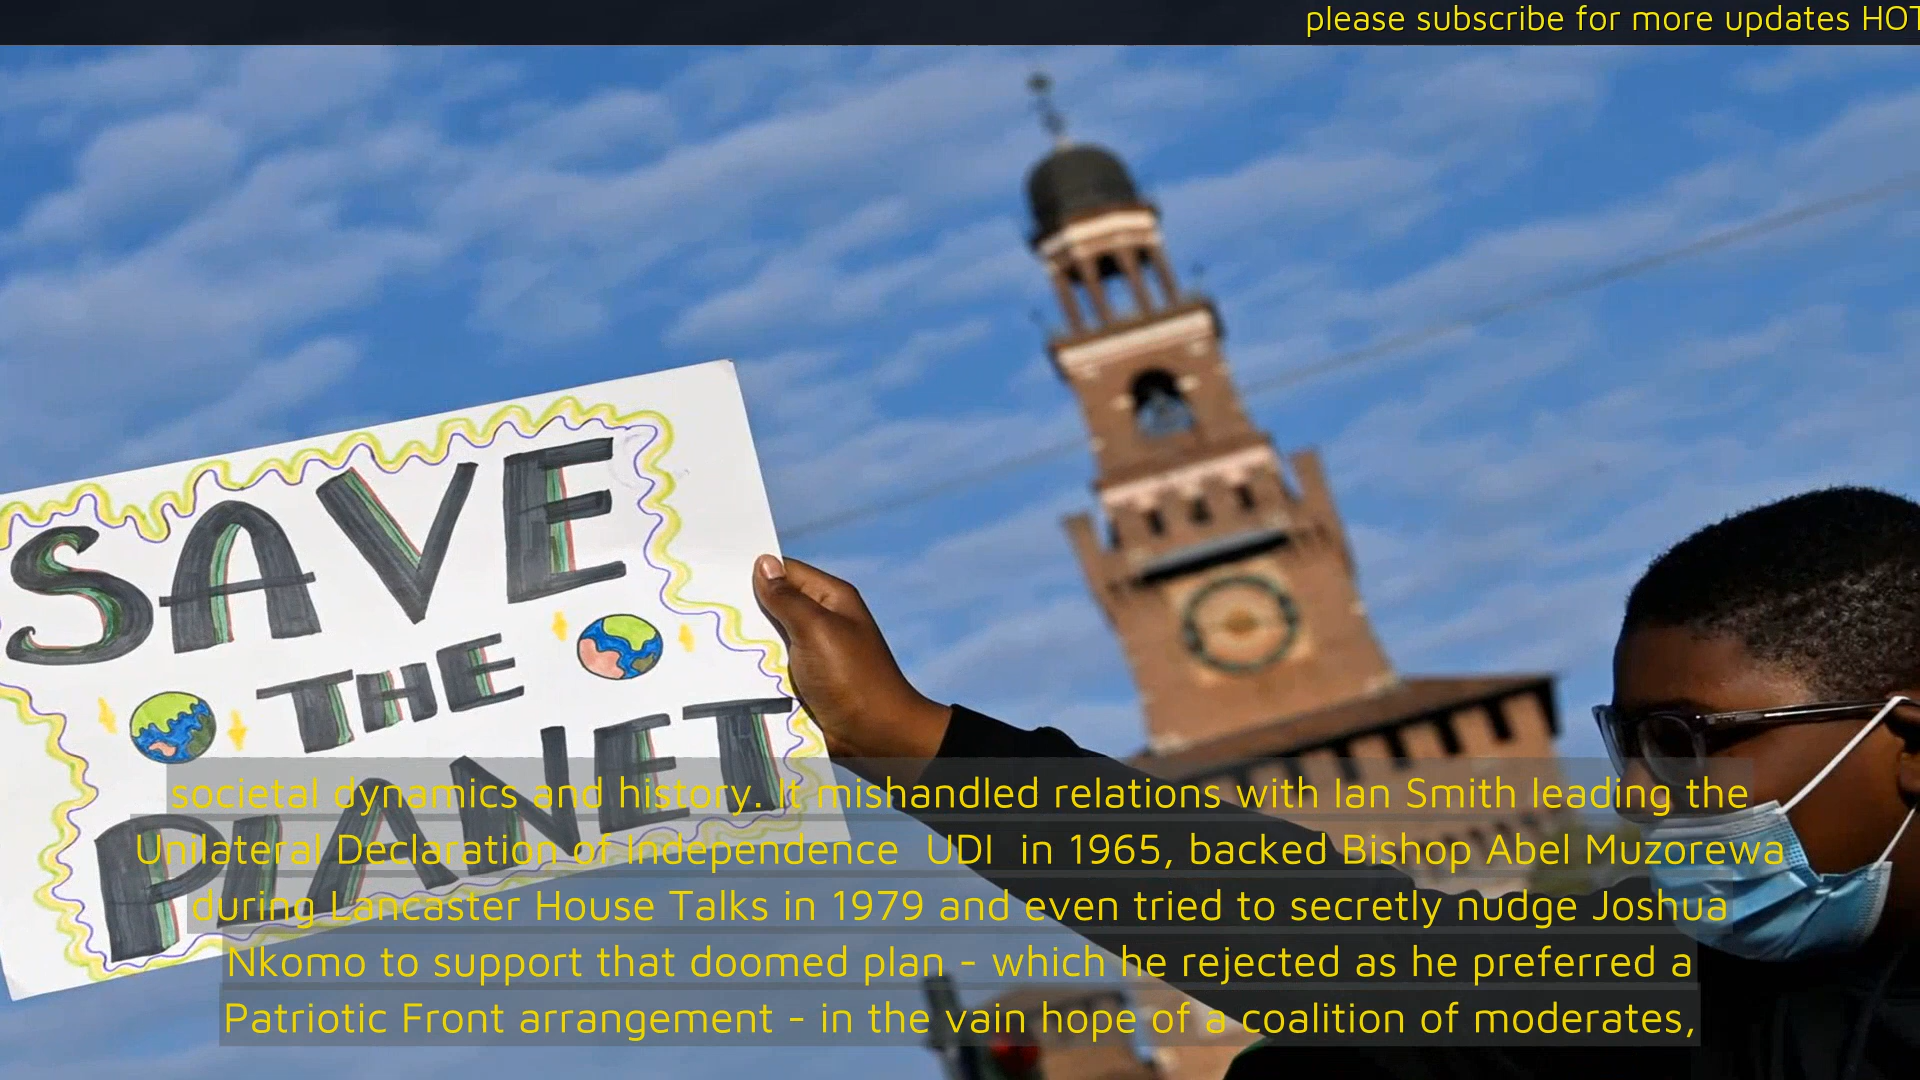 please subscribe for more updates HOT
SAVE
THE
PLANET
societal dynamics and history. It mishandled relations with Ian Smith leading the
Unilateral Declaration of Independence  UDI  in 1965, backed Bishop Abel Muzorewa
during Lancaster House Talks in 1979 and even tried to secretly nudge Joshua
Nkomo to support that doomed plan - which he rejected as he preferred a
Patriotic Front arrangement - in the vain hope of a coalition of moderates,